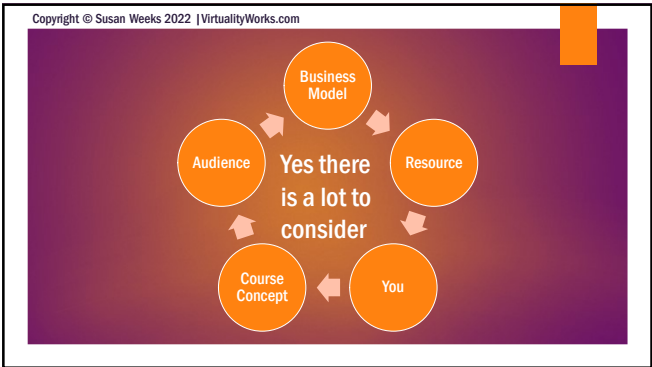 Copyright © Susan Weeks 2022 |VirtualityWorks.com
Business
Model
Audience
Yes there
is a lot to
consider
Resource
Course
Concept
You